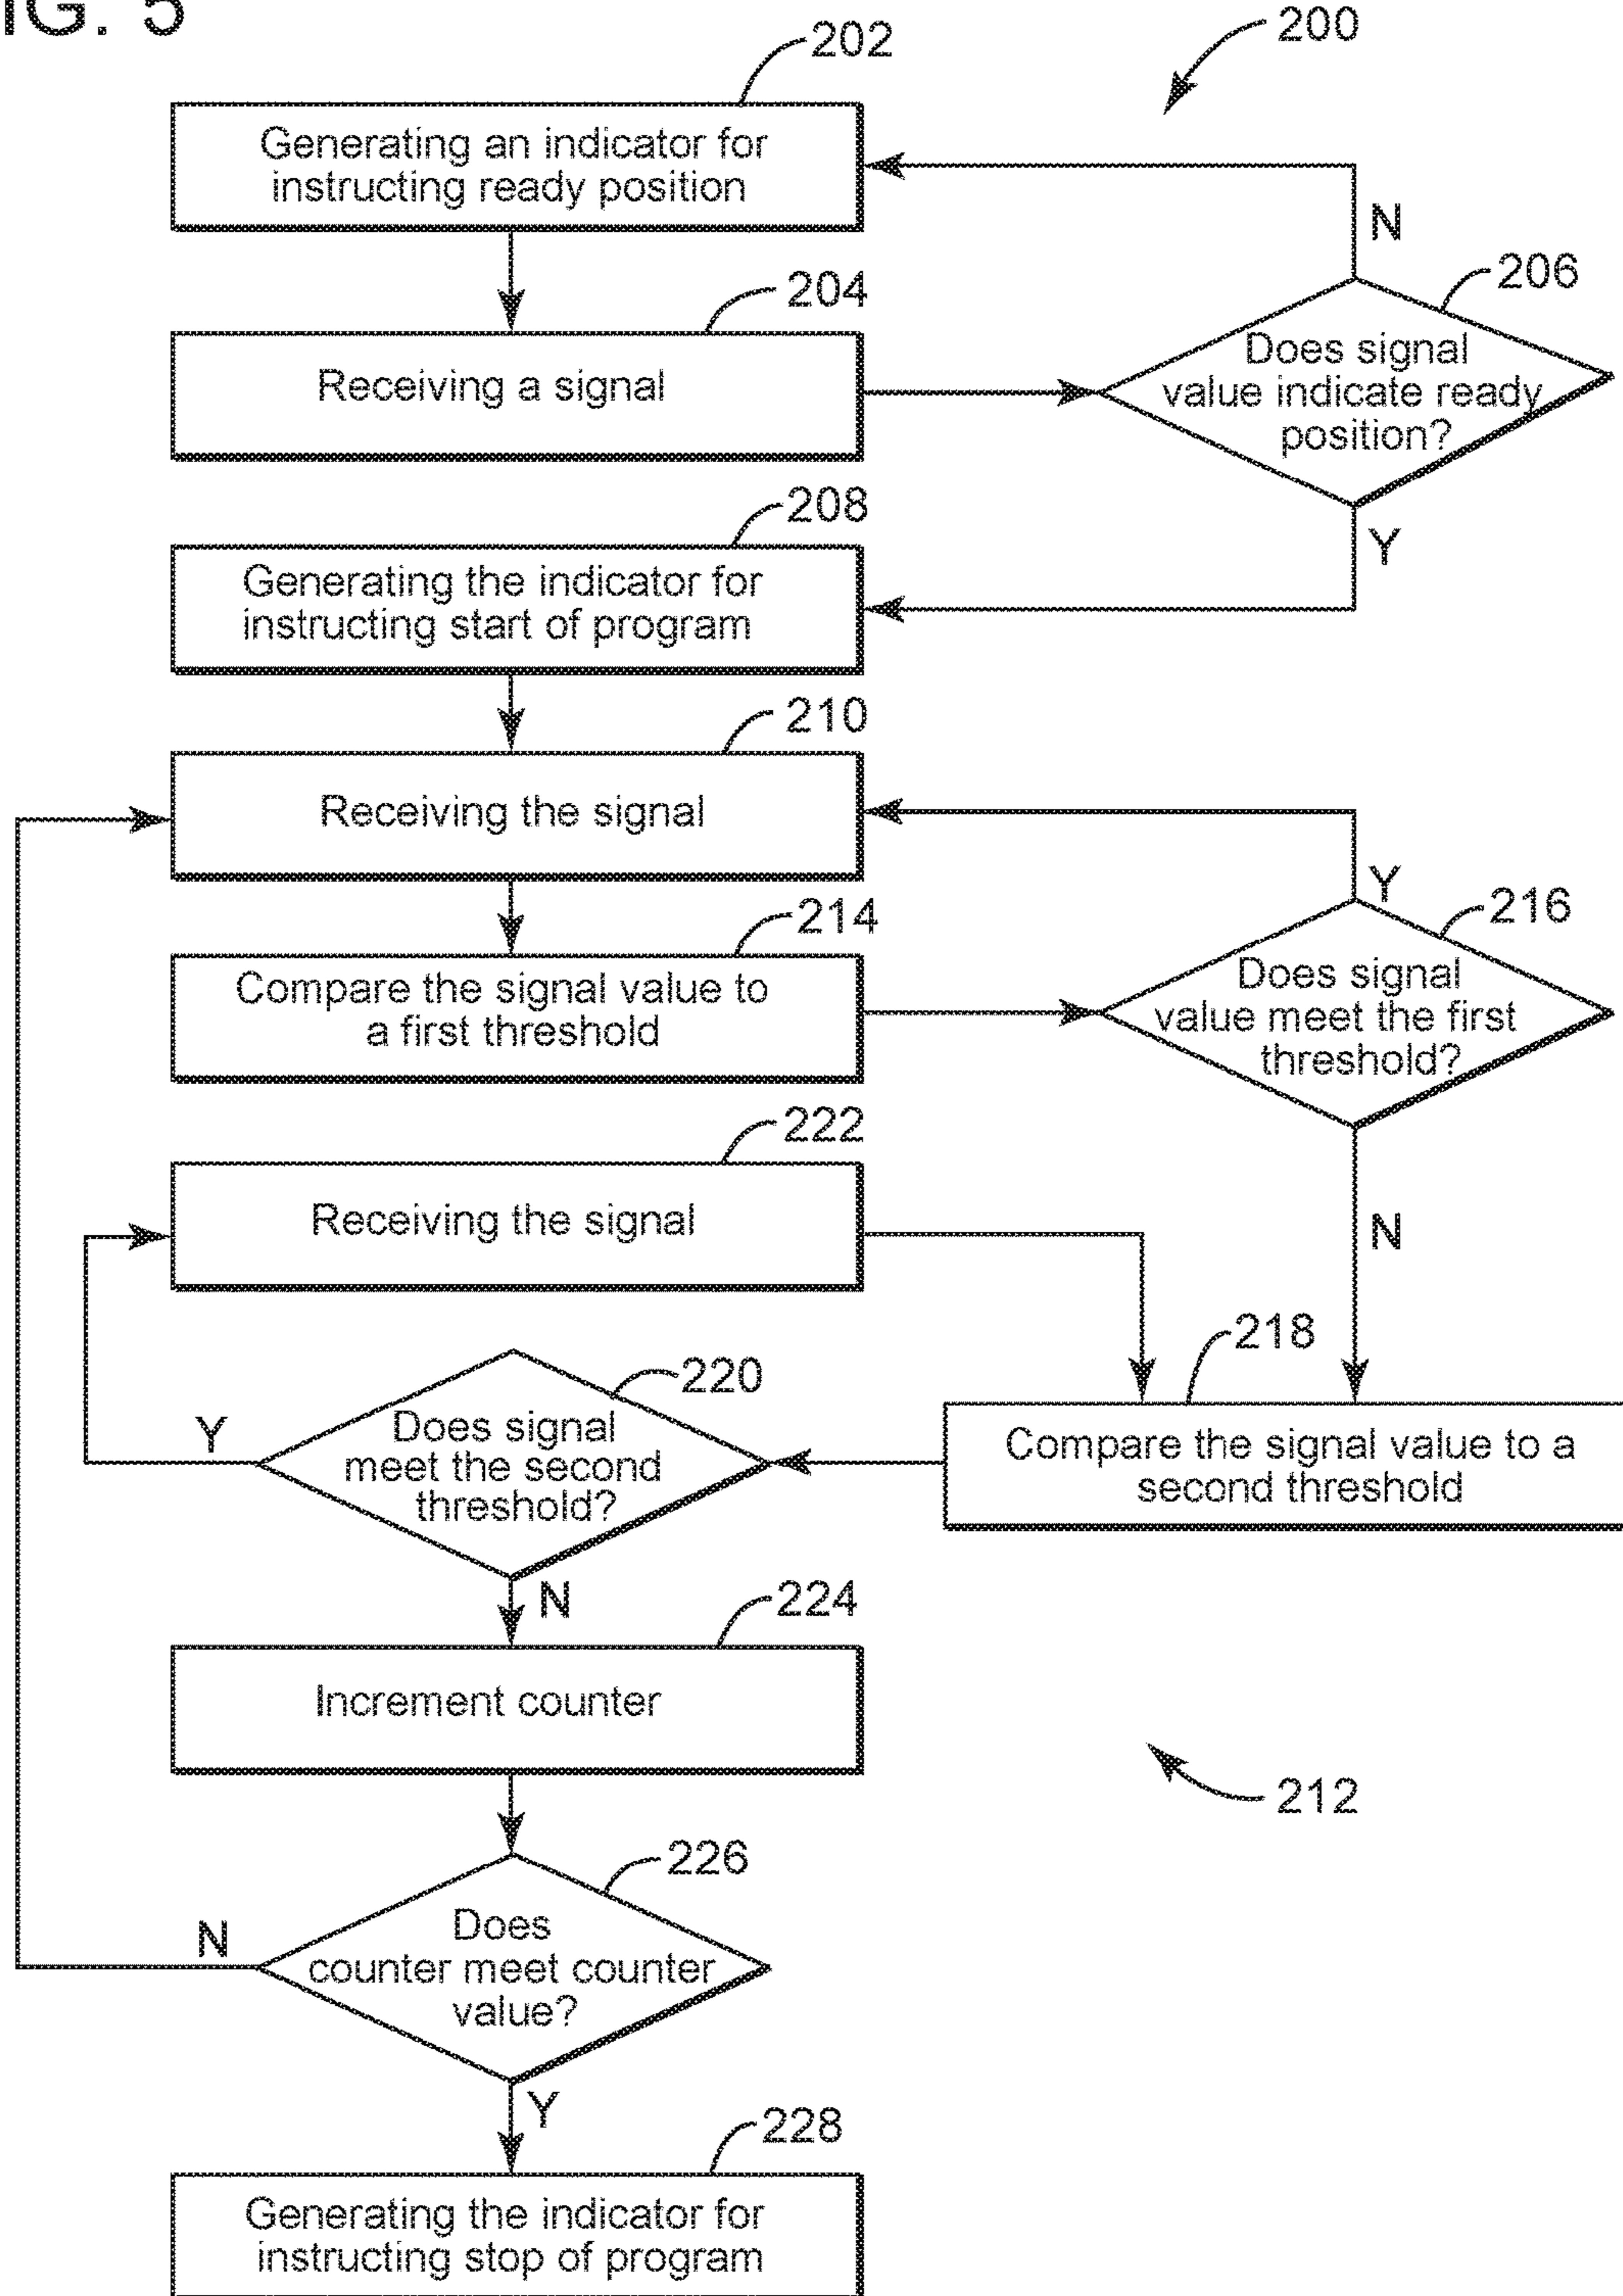 FIG. 5
200
202
Generating an indicator for
instructing ready position
N
204
Receiving a signal
206
Does signal
value indicate ready
position?
Y
208
Generating the indicator for
instructing start of program
210
Receiving the signal
Y
214
Compare the signal value to
a first threshold
216
Does signal
value meet the first
threshold?
N
222
Receiving the signal
218
Compare the signal value to a
second threshold
220
Does signal
meet the second
threshold?
Y
N
224
Increment counter
212
226
Does
counter meet counter
value?
N
Y
228
Generating the indicator for
instructing stop of program